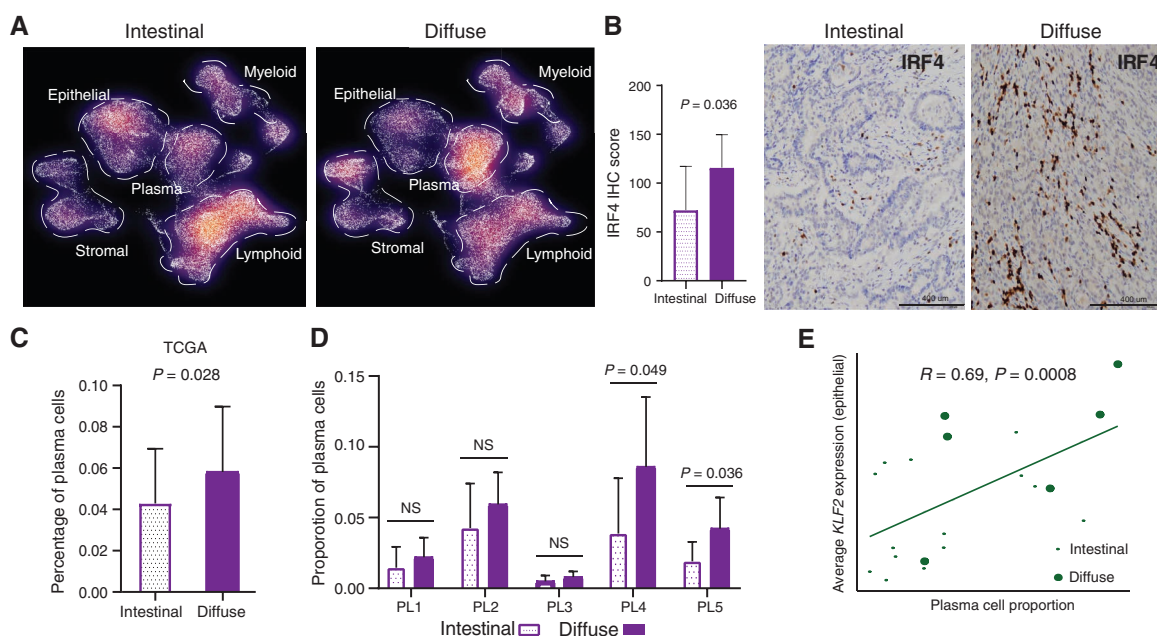 A
Intestinal
Diffuse
Epithelial
Myeloid
Plasma
Stromal
Lymphoid
Epithelial
Myeloid
Plasma
Stromal
Lymphoid
B
IRF4 IHC score
200
150
100
50
0
P = 0.036
Intestinal
Diffuse
Intestinal
IRF4
400 um
Diffuse
IRF4
400 um
C
TCGA
P = 0.028
Percentage of plasma cells
0.10
0.08
0.06
0.04
0.02
0.00
Intestinal
Diffuse
D
Proporotion of plasma cells
0.15
0.10
0.05
0.00
NS
NS
NS
P = 0.049
P = 0.036
PL1
PL2
PL3
PL4
PL5
Intestinal
Diffuse
E
Average KLF2 expression (epithelial)
R = 0.69, P = 0.0008
Intestinal
Diffuse
Plasma cell proportion